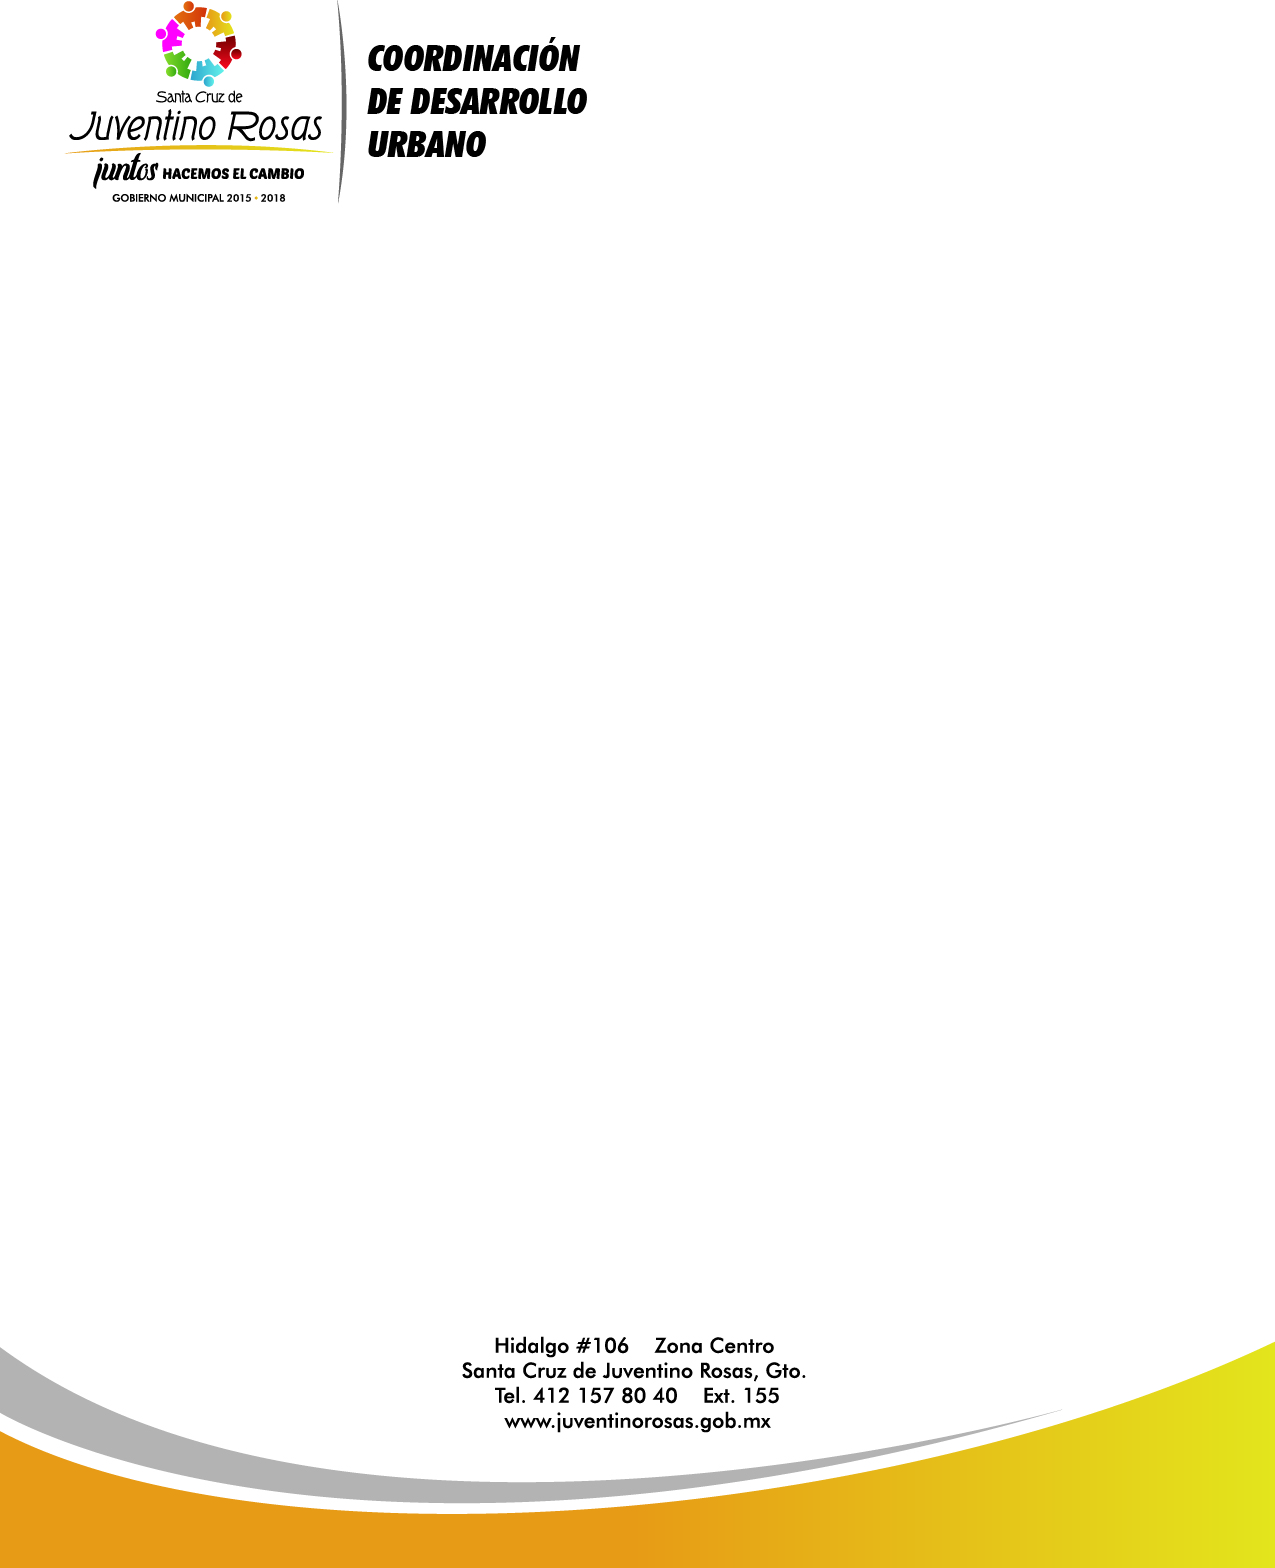 Santa Cruz de
Juventino Rosas
juntos HACEMOS EL CAMBIO
GOBIERNO MUNICIPAL 2015 • 2018
COORDINACIÓN
DE DESARROLLO
URBANO
Hidalgo #106 Zona Centro
Santa Cruz de Juventino Rosas, Gto.
Tel. 412 157 80 40 Ext. 155
www.juventinorosas.gob.mx